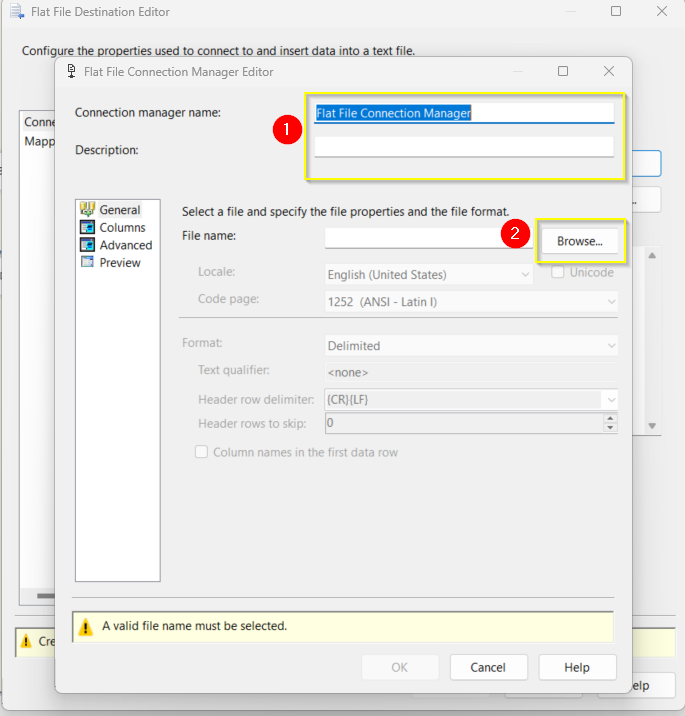 Flat File Destination Editor
Configure the properties used to connect to and insert data into a text file.
Flat File Connection Manager Editor
Conne
Mapp
Connection manager name:
Flat File Connection Manager
1
Description:
General
Columns
Advanced
Preview
Select a file and specify the file properties and the file format.
2
File name:
Browse...
Locale:
English (United States)
Unicode
Code page:
1252 (ANSI - Latin I)
Format:
Delimited
Text qualifier:
<none>
Header row delimiter:
{CR}{LF}
Header rows to skip:
0
Column names in the first data row
A valid file name must be selected.
Cre
OK
Cancel
Help
elp